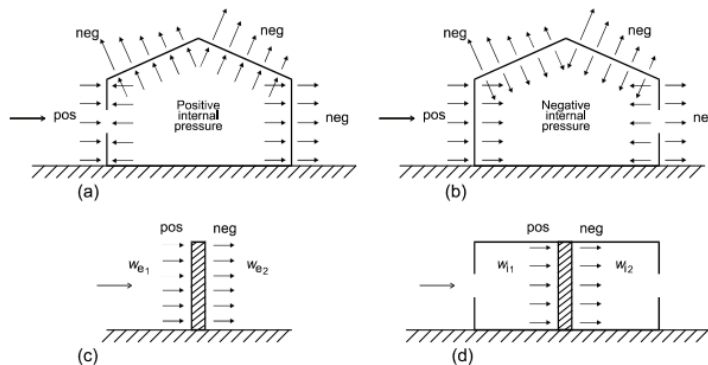 neg neg
pos
Positive
internal
pressure
neg
(a)
neg neg
pos
Negative
internal
pressure
ne
(b)
pos neg
we1 we2
(c)
pos neg
wi1 wi2
(d)